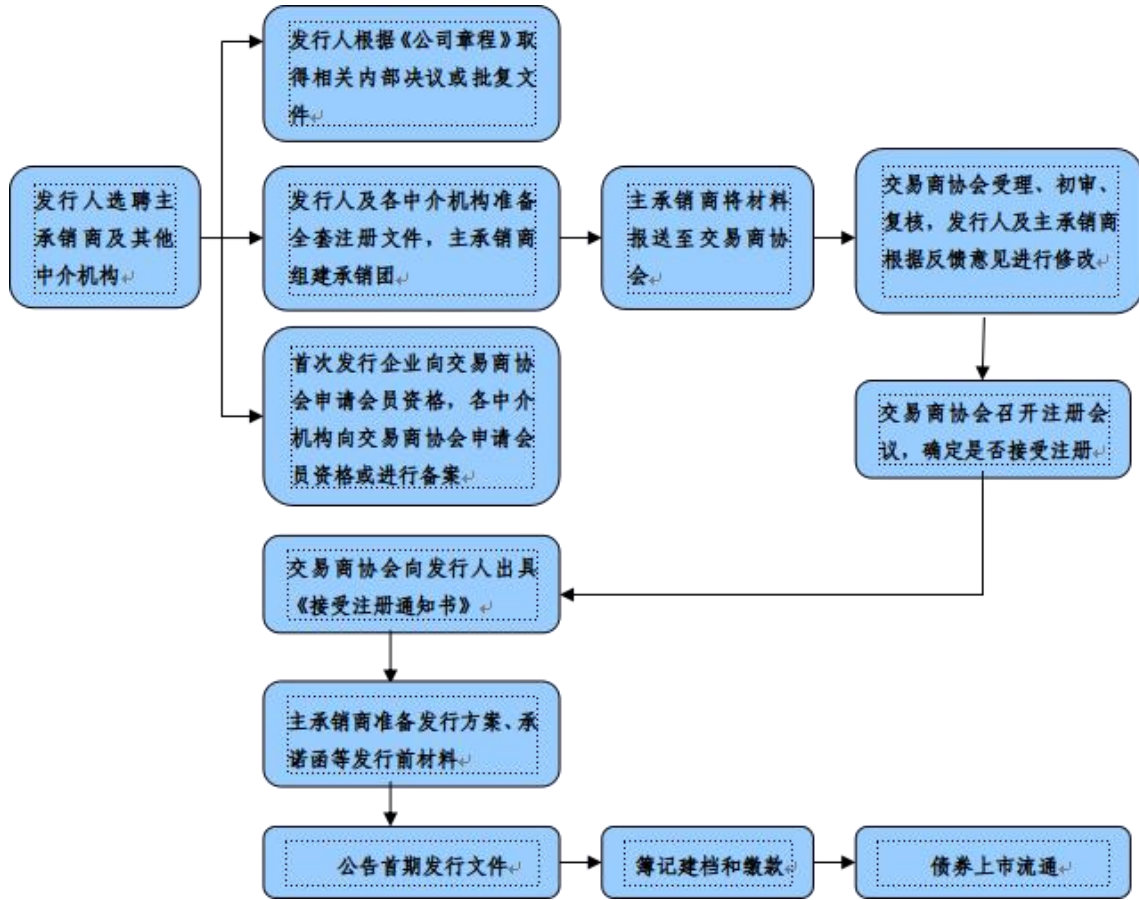 发行人根据《公司章程》取
得相关内部决议或批复文
件
发行人选聘主
承销商及其他
中介机构
发行人及各中介机构准备
全套注册文件，主承销商
组建承销团
主承销商将材料
报送至交易商协
会
交易商协会受理、初审、
复核，发行人及主承销商
根据反馈意见进行修改
首次发行企业向交易商协
会申请会员资格，各中介
机构向交易商协会申请会
员资格或进行备案
交易商协会召开注册会
议，确定是否接受注册
交易商协会向发行人出具
《接受注册通知书》
主承销商准备发行方案、承
诺函等发行前材料
公告首期发行文件
簿记建档和缴款
债券上市流通